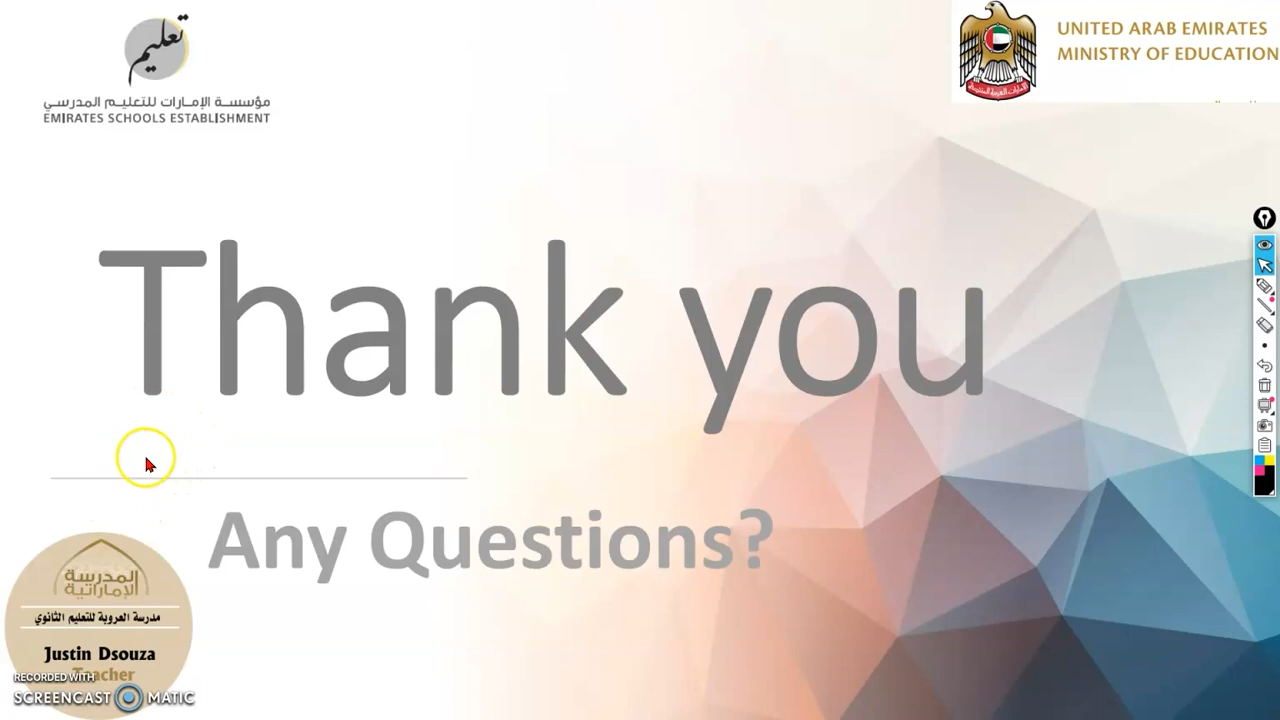 تعليم
مؤسسة الإمارات للتعليم المدرسي
EMIRATES SCHOOLS ESTABLISHMENT
UNITED ARAB EMIRATES
MINISTRY OF EDUCATION
Thank you
Any Questions?
المدرسة
الإماراتية
مدرسة العروبة للتعليم الثانوي
Justin Dsouza
Teacher
RECORDED WITH
SCREENCAST MATIC